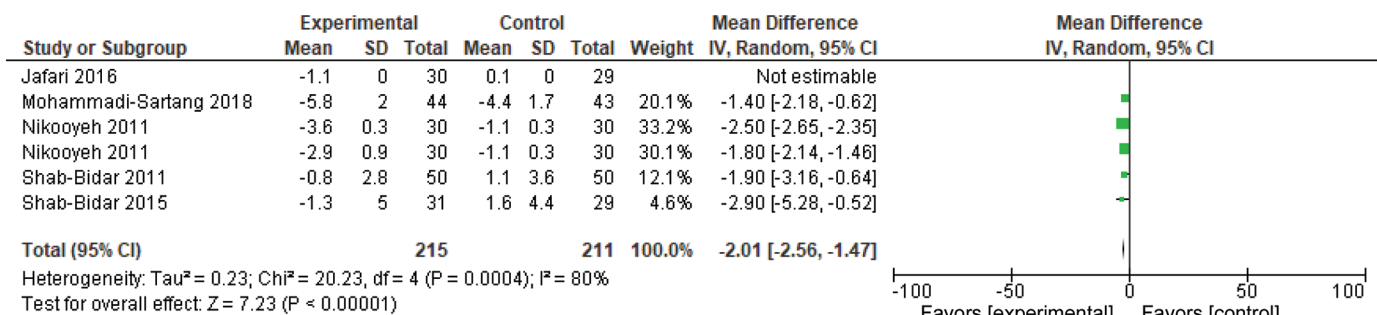 Experimental Control Mean Difference Mean Difference
Study or Subgroup Mean SD Total Mean SD Total Weight IV, Random, 95% CI IV, Random, 95% CI
Jafari 2016 -1.1 0 30 0.1 0 29 Not estimable
Mohammadi-Sartang 2018 -5.8 2 44 -4.4 1.7 43 20.1% -1.40 [-2.18, -0.62]
Nikooyeh 2011 -3.6 0.3 30 -1.1 0.3 30 33.2% -2.50 [-2.65, -2.35]
Nikooyeh 2011 -2.9 0.9 30 -1.1 0.3 30 30.1% -1.80 [-2.14, -1.46]
Shab-Bidar 2011 -0.8 2.8 50 1.1 3.6 50 12.1% -1.90 [-3.16, -0.64]
Shab-Bidar 2015 -1.3 5 31 1.6 4.4 29 4.6% -2.90 [-5.28, -0.52]
Total (95% CI) 215 211 100.0% -2.01 [-2.56, -1.47]
Heterogeneity: Tau² = 0.23; Chi² = 20.23, df = 4 (P = 0.0004); I² = 80%
Test for overall effect: Z = 7.23 (P < 0.00001)
-100 -50 0 50 100
Favors [experimental] Favors [control]